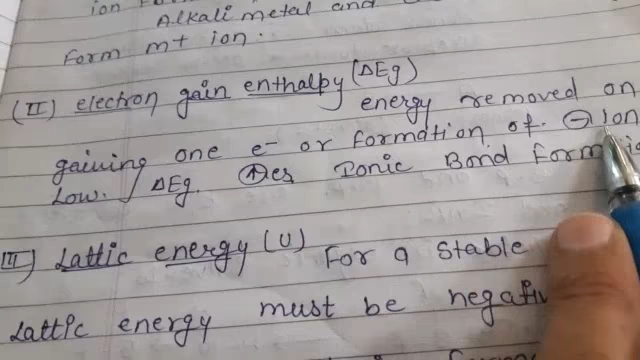 ion
Alkali metal and
Form m+ ion.
(II) electron gain enthalpy (ΔEg)
energy removed on
gaining one e- or formation of ⊖ ion
Low. ΔEg. (↑)es Ionic Bond Form
III) Lattic energy (U) For a stable
Lattic energy must be negativ